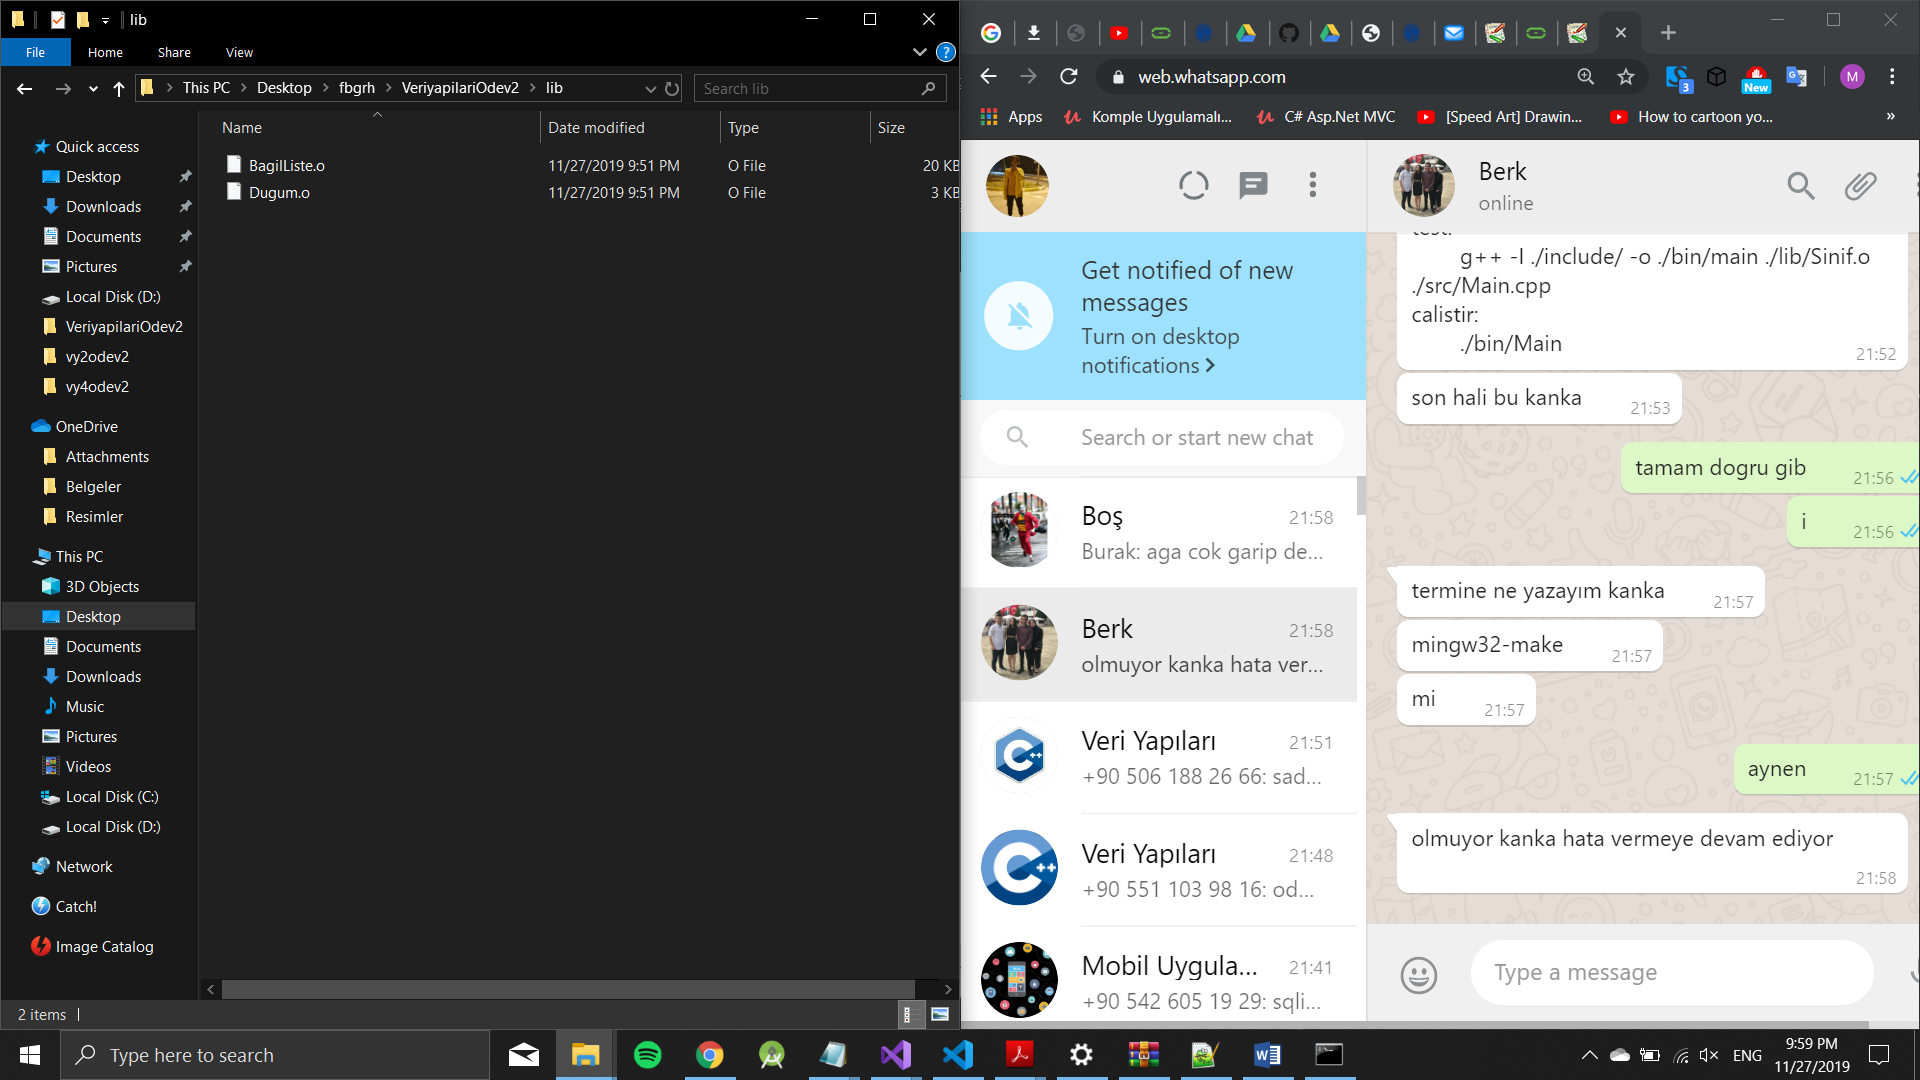 lib
File
Home
Share
View
This PC
Desktop
fbgrh
VeriyapilariOdev2
lib
Search lib
Name
Date modified
Type
Size
BagilListe.o
11/27/2019 9:51 PM
O File
20 KB
Dugum.o
11/27/2019 9:51 PM
O File
3 KB
Quick access
Desktop
Downloads
Documents
Pictures
Local Disk (D:)
VeriyapilariOdev2
vy2odev2
vy4odev2
OneDrive
Attachments
Belgeler
Resimler
This PC
3D Objects
Desktop
Documents
Downloads
Music
Pictures
Videos
Local Disk (C:)
Local Disk (D:)
Network
Catch!
Image Catalog
2 items
web.whatsapp.com
3
New
M
Apps
Komple Uygulamalı...
C# Asp.Net MVC
[Speed Art] Drawin...
How to cartoon yo...
»
Get notified of new
messages
Turn on desktop
notifications
Search or start new chat
Boş
21:58
Burak: aga cok garip de...
Berk
21:58
olmuyor kanka hata ver...
Veri Yapıları
21:51
+90 506 188 26 66: sad...
Veri Yapıları
21:48
+90 551 103 98 16: od...
Mobil Uygula...
21:41
+90 542 605 19 29: sqli...
Berk
online
test:
g++ -I ./include/ -o ./bin/main ./lib/Sinif.o
./src/Main.cpp
calistir:
./bin/Main
21:52
son hali bu kanka
21:53
tamam dogru gib
21:56
i
21:56
termine ne yazayım kanka
21:57
mingw32-make
21:57
mi
21:57
aynen
21:57
olmuyor kanka hata vermeye devam ediyor
21:58
Type a message
Type here to search
ENG
9:59 PM
11/27/2019